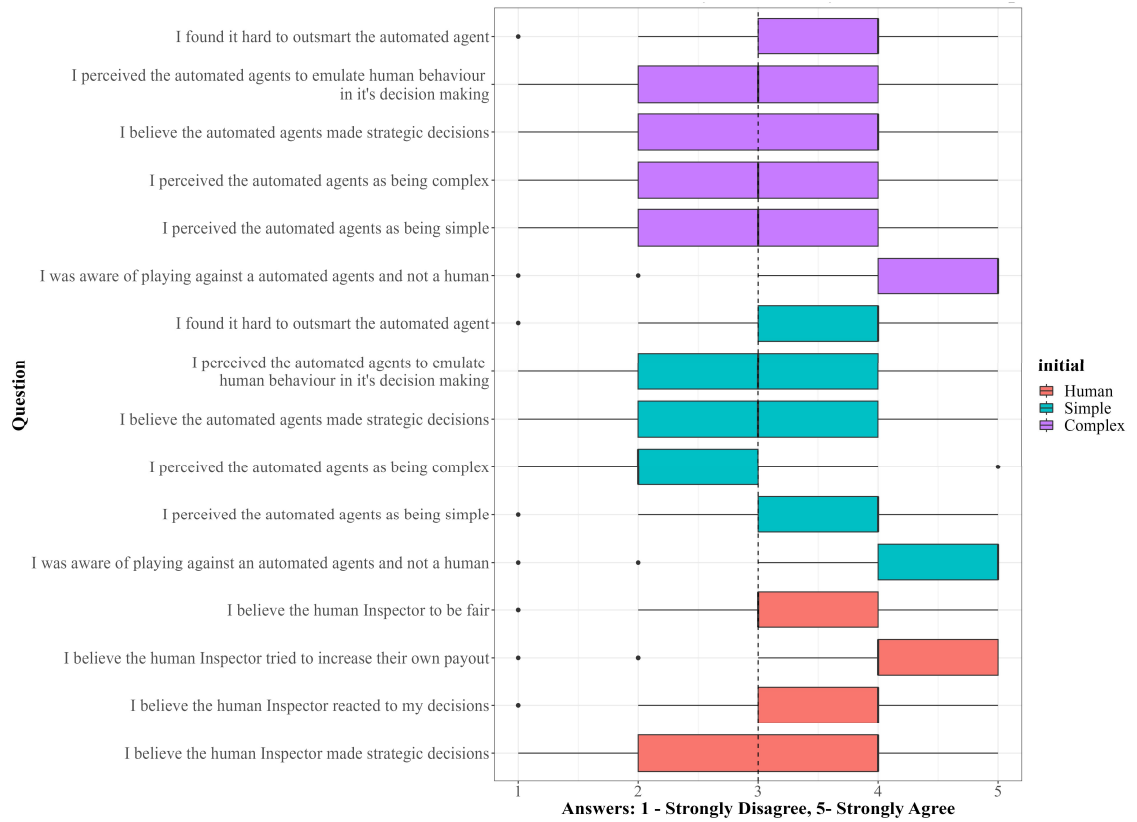 I found it hard to outsmart the automated agent
I perceived the automated agents to emulate human behaviour
in it's decision making
I believe the automated agents made strategic decisions
I perceived the automated agents as being complex
I perceived the automated agents as being simple
I was aware of playing against a automated agents and not a human
I found it hard to outsmart the automated agent
I perceived the automated agents to emulate
human behaviour in it's decision making
I believe the automated agents made strategic decisions
I perceived the automated agents as being complex
I perceived the automated agents as being simple
I was aware of playing against an automated agents and not a human
I believe the human Inspector to be fair
I believe the human Inspector tried to increase their own payout
I believe the human Inspector reacted to my decisions
I believe the human Inspector made strategic decisions
Question
1 2 3 4 5
Answers: 1 - Strongly Disagree, 5- Strongly Agree
initial
Human
Simple
Complex